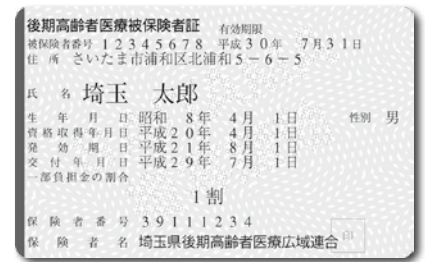 後期高齢者医療被保険者証 有効期限
被保険者番号 12345678 平成30年 7月31日
住所 さいたま市浦和区北浦和5-6-5
氏名 埼玉 太郎
生年月日 昭和 8年 4月 1日 性別 男
資格取得年月日 平成20年 4月 1日
発効期日 平成21年 8月 1日
交付年月日 平成29年 7月 1日
一部負担金の割合
1割
保険者番号 39111234
保険者名 埼玉県後期高齢者医療広域連合 印